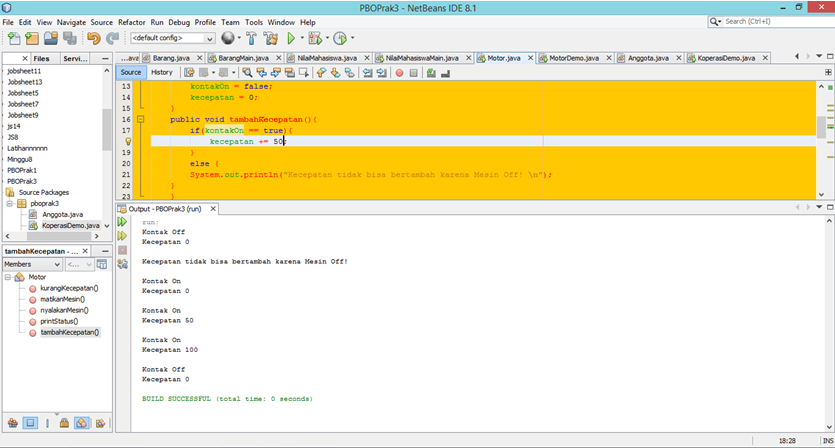 PBOPrak3 - NetBeans IDE 8.1
File Edit View Navigate Source Refactor Run Debug Profile Team Tools Window Help
Search (Ctrl+I)
<default config>
Files Servi...
...ava Barang.java BarangMain.java NilaiMahasiswa.java NilaiMahasiswaMain.java Motor.java MotorDemo.java Anggota.java KoperasiDemo.java
Source History
jobsheet11
Jobsheet13
Jobsheet5
Jobsheet7
Jobsheet9
js14
JS8
Latihannnnnn
Minggu8
PBOPrak1
PBOPrak3
Source Packages
pboprak3
Anggota.java
KoperasiDemo.java
13 kontakOn = false;
14 kecepatan = 0;
15 }
16 public void tambahKecepatan(){
17 if(kontakOn == true){
kecepatan += 50;
19 }
20 else {
21 System.out.println("Kecepatan tidak bisa bertambah karena Mesin Off! \n");
22 }
23 }
Output - PBOPrak3 (run)
run:
Kontak Off
Kecepatan 0
Kecepatan tidak bisa bertambah karena Mesin Off!
Kontak On
Kecepatan 0
Kontak On
Kecepatan 50
Kontak On
Kecepatan 100
Kontak Off
Kecepatan 0
BUILD SUCCESSFUL (total time: 0 seconds)
tambahKecepatan() - ...
Members <...
Motor
kurangiKecepatan()
matikanMesin()
nyalakanMesin()
printStatus()
tambahKecepatan()
18:28 INS